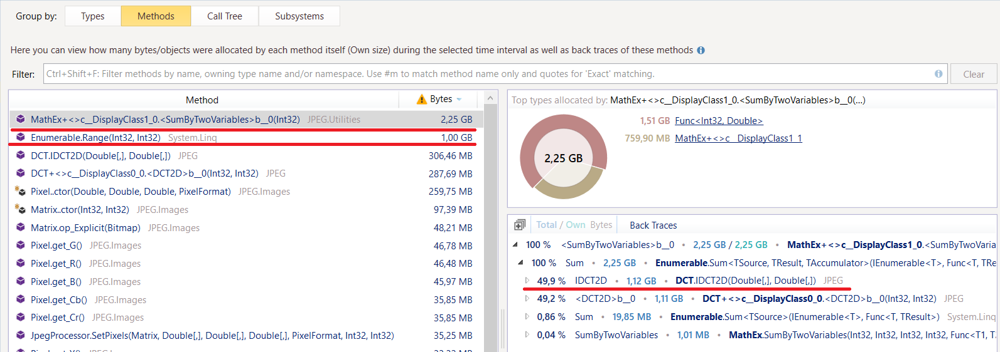 Group by: Types Methods Call Tree Subsystems
Here you can view how many bytes/objects were allocated by each method itself (Own size) during the selected time interval as well as back traces of these methods
Filter: Ctrl+Shift+F: Filter methods by name, owning type name and/or namespace. Use #m to match method name only and quotes for 'Exact' matching. Clear
Method Bytes
MathEx+<>c__DisplayClass1_0.<SumByTwoVariables>b__0(Int32) JPEG.Utilities 2,25 GB
Enumerable.Range(Int32, Int32) System.Linq 1,00 GB
DCT.IDCT2D(Double[,], Double[,]) JPEG 306,46 MB
DCT+<>c__DisplayClass0_0.<DCT2D>b__0(Int32, Int32) JPEG 287,69 MB
Pixel..ctor(Double, Double, Double, PixelFormat) JPEG.Images 259,75 MB
Matrix..ctor(Int32, Int32) JPEG.Images 97,39 MB
Matrix.op_Explicit(Bitmap) JPEG.Images 48,21 MB
Pixel.get_G() JPEG.Images 46,78 MB
Pixel.get_R() JPEG.Images 46,48 MB
Pixel.get_B() JPEG.Images 45,97 MB
Pixel.get_Cb() JPEG.Images 35,85 MB
Pixel.get_Cr() JPEG.Images 35,85 MB
JpegProcessor.SetPixels(Matrix, Double[,], Double[,], Double[,], PixelFormat, Int32, Int32) 35,25 MB
Top types allocated by: MathEx+<>c__DisplayClass1_0.<SumByTwoVariables>b__0(...)
1,51 GB Func<Int32, Double>
759,90 MB MathEx+<>c__DisplayClass1_1
2,25 GB
Total / Own Bytes Back Traces
100 % <SumByTwoVariables>b__0 • 2,25 GB / 2,25 GB • MathEx+<>c__DisplayClass1_0.<SumByTwoVaria
100 % Sum • 2,25 GB • Enumerable.Sum<TSource, TResult, TAccumulator>(IEnumerable<T>, Func<T, TRe
49,9 % IDCT2D • 1,12 GB • DCT.IDCT2D(Double[,], Double[,]) JPEG
49,2 % <DCT2D>b__0 • 1,11 GB • DCT+<>c__DisplayClass0_0.<DCT2D>b__0(Int32, Int32) JPEG
0,86 % Sum • 19,85 MB • Enumerable.Sum<TSource>(IEnumerable<T>, Func<T, TResult>) System.Linq
0,04 % SumByTwoVariables • 1,01 MB • MathEx.SumByTwoVariables(Int32, Int32, Int32, Int32, Func<T1, T